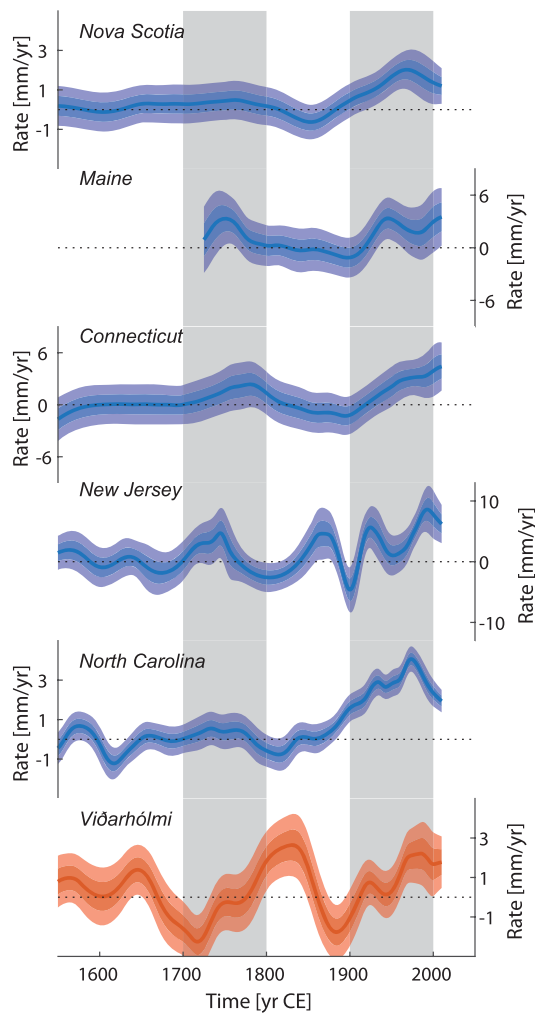 Nova Scotia
3
1
-1
Rate [mm/yr]
Maine
6
0
-6
Rate [mm/yr]
Connecticut
6
0
-6
Rate [mm/yr]
New Jersey
10
0
-10
Rate [mm/yr]
North Carolina
3
1
-1
Rate [mm/yr]
Viðarhólmi
3
1
-1
Rate [mm/yr]
1600 1700 1800 1900 2000
Time [yr CE]